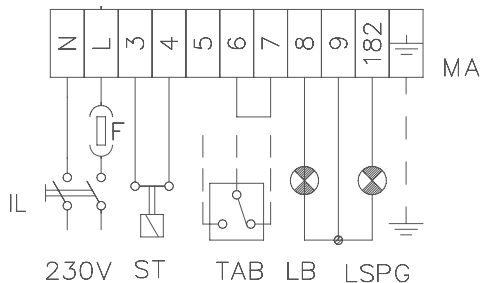 N L 3 4 5 6 7 8 9 182
MA
F
IL
230V ST TAB LB LSPG